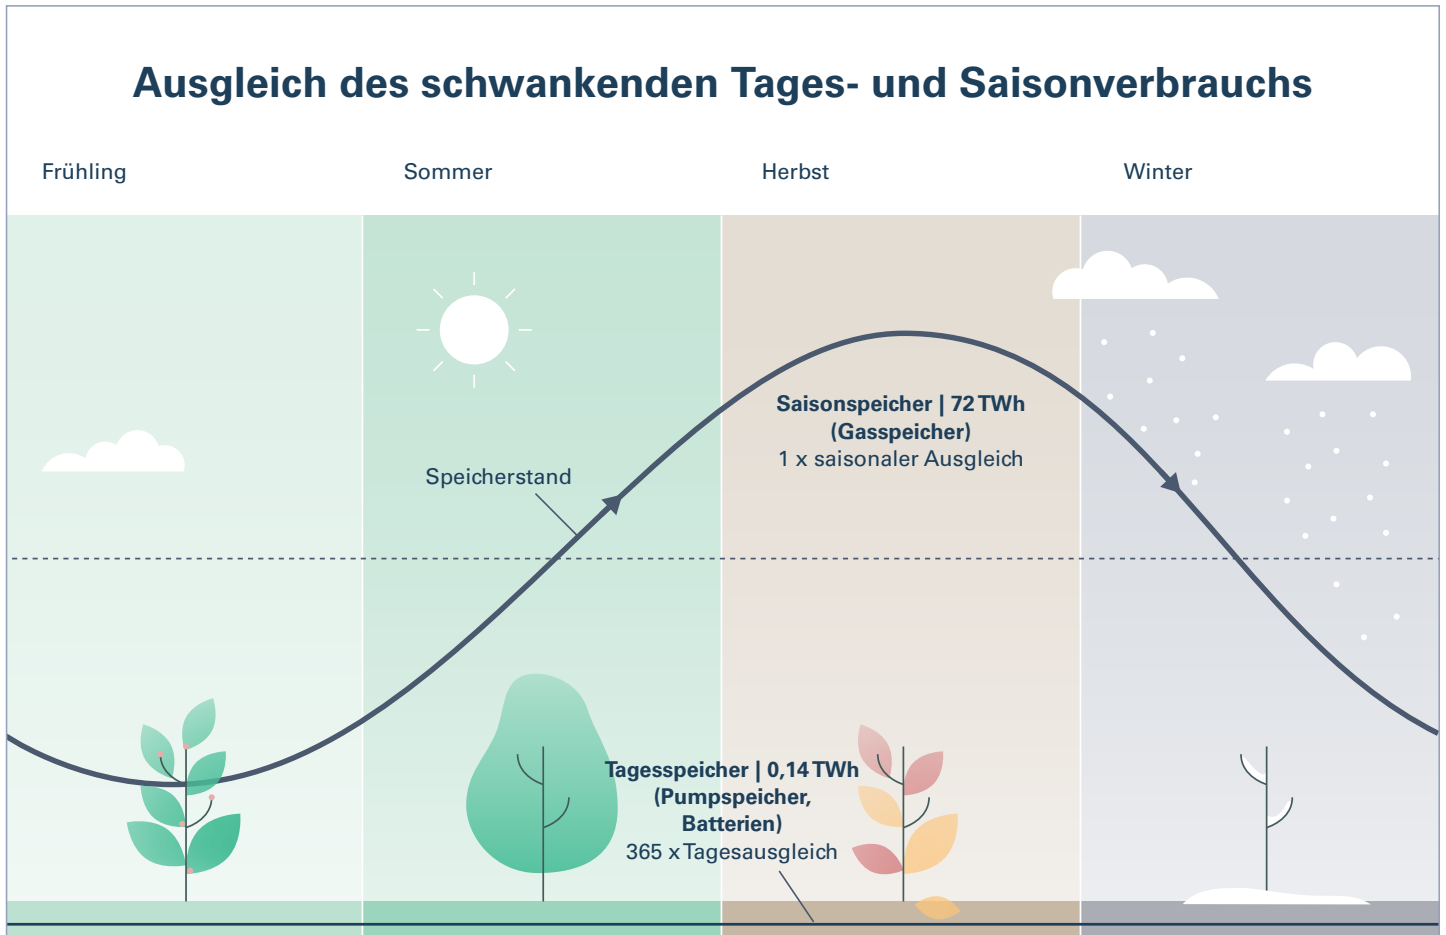 Ausgleich des schwankenden Tages- und Saisonverbrauchs
Frühling
Sommer
Herbst
Winter
Saisonspeicher | 72 TWh
(Gasspeicher)
1 x saisonaler Ausgleich
Speicherstand
Tagesspeicher | 0,14 TWh
(Pumpspeicher,
Batterien)
365 x Tagesausgleich